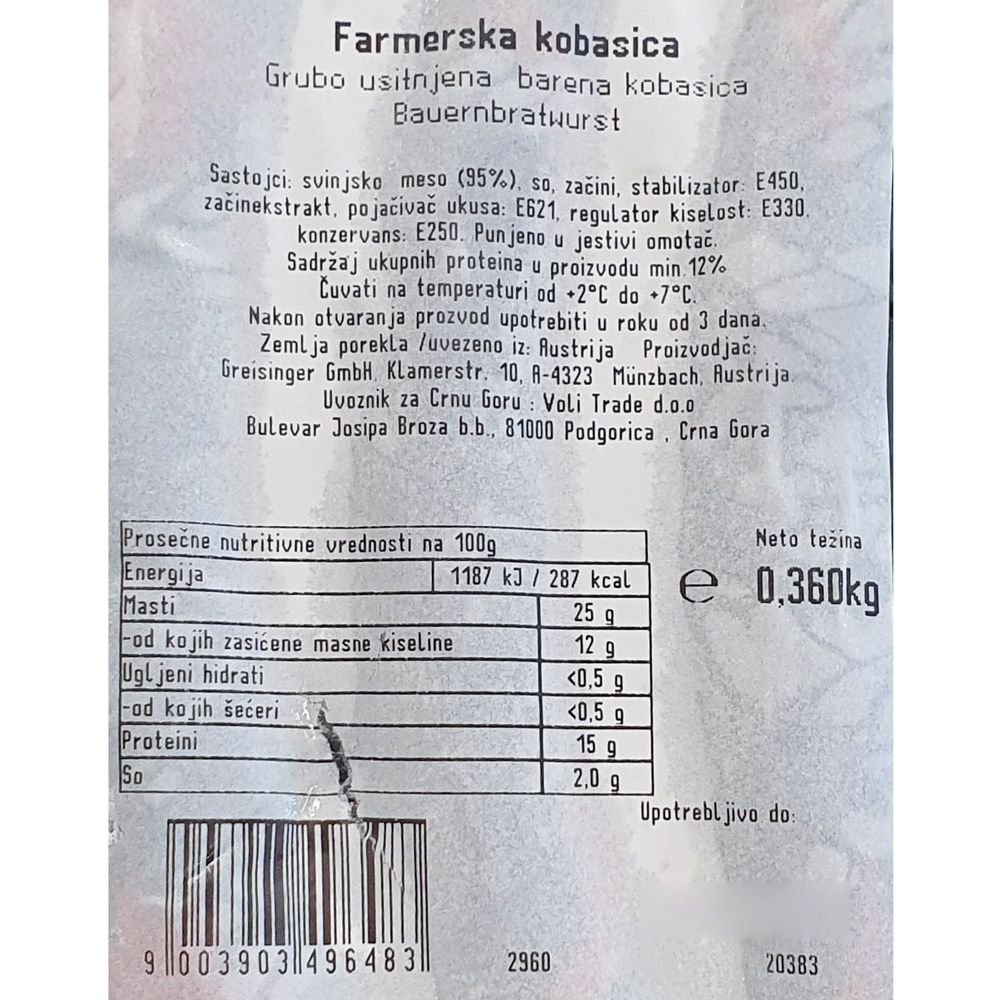 Farmerska kobasica
Grubo usitnjena barena kobasica
Bauernbratwurst
Sastojci: svinjsko meso (95%), so, začini, stabilizator: E450,
začinekstrakt, pojačivač ukusa: E621, regulator kiselost: E330.
konzervans: E250. Punjeno u jestivi omotač.
Sadržaj ukupnih proteina u proizvodu min.12%
Čuvati na temperaturi od +2°C do +7°C.
Nakon otvaranja prozvod upotrebiti u roku od 3 dana.
Zemlja porekla /uvezeno iz: Austrija Proizvodjač:
Greisinger GmbH, Klamerstr. 10, A-4323 Münzbach, Austrija.
Uvoznik za Crnu Goru : Voli Trade d.o.o
Bulevar Josipa Broza b.b., 81000 Podgorica , Crna Gora
Prosečne nutritivne vrednosti na 100g
Energija 1187 kJ / 287 kcal
Masti 25 g
-od kojih zasićene masne kiseline 12 g
Ugljeni hidrati <0,5 g
-od kojih šećeri <0,5 g
Proteini 15 g
So 2,0 g
Neto težina
e 0,360kg
Upotrebljivo do:
9 003903 496483
2960
20383